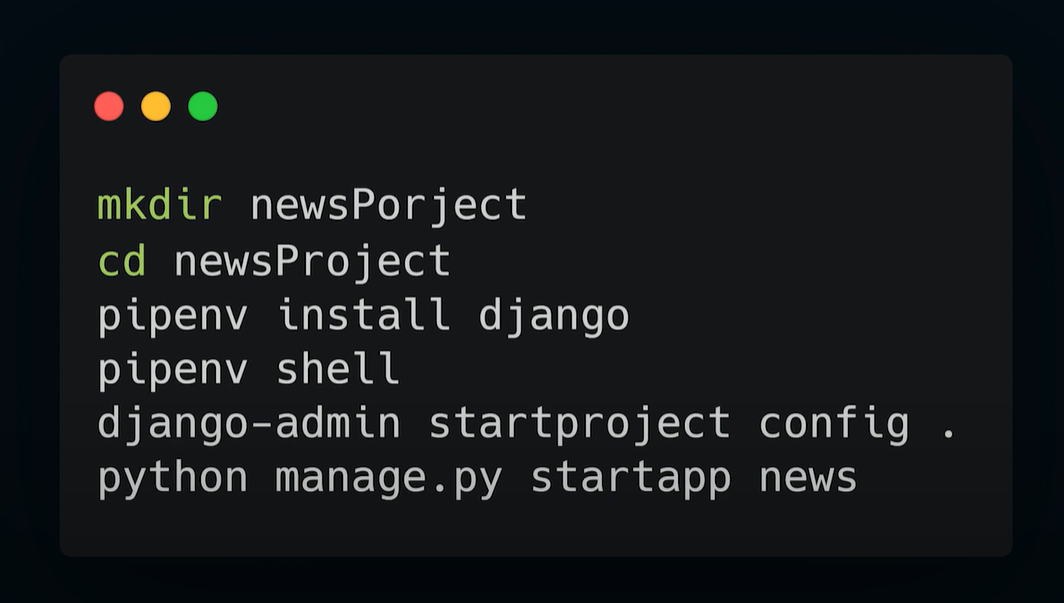 mkdir newsPorject
cd newsProject
pipenv install django
pipenv shell
django-admin startproject config .
python manage.py startapp news